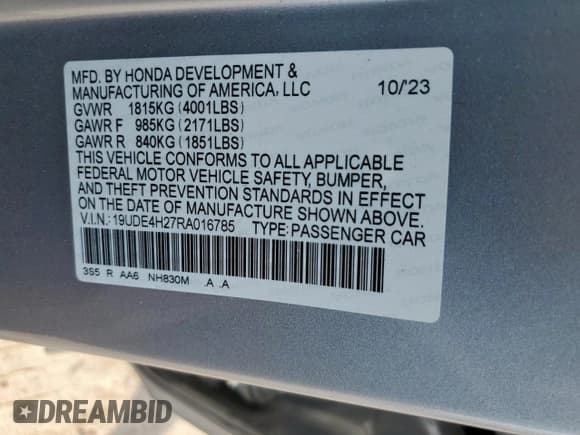 MFD. BY HONDA DEVELOPMENT &
MANUFACTURING OF AMERICA, LLC 10/'23
GVWR 1815KG (4001LBS)
GAWR F 985KG (2171LBS)
GAWR R 840KG (1851LBS)
THIS VEHICLE CONFORMS TO ALL APPLICABLE
FEDERAL MOTOR VEHICLE SAFETY, BUMPER,
AND THEFT PREVENTION STANDARDS IN EFFECT
ON THE DATE OF MANUFACTURE SHOWN ABOVE.
V.I.N.: 19UDE4H27RA016785 TYPE: PASSENGER CAR
3S5 R AA6 NH830M .A .A
DREAMBID